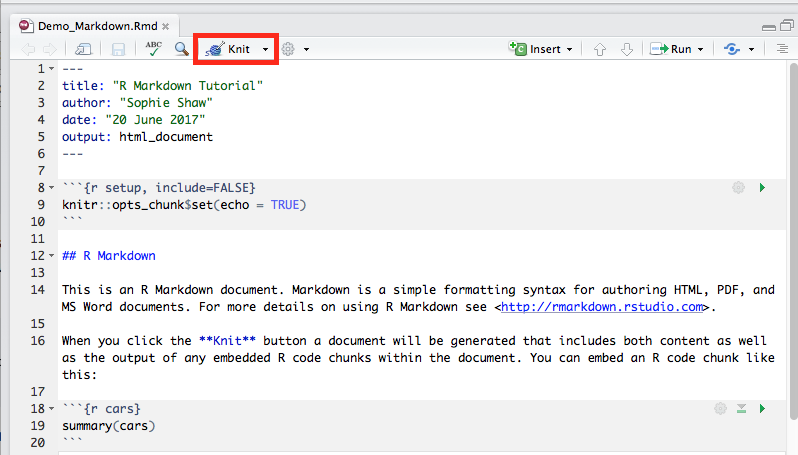 Demo_Markdown.Rmd
ABC Knit Insert Run
1 ---
2 title: "R Markdown Tutorial"
3 author: "Sophie Shaw"
4 date: "20 June 2017"
5 output: html_document
6 ---
7
8 ```{r setup, include=FALSE}
9 knitr::opts_chunk$set(echo = TRUE)
10 ```
11
12 ## R Markdown
13
14 This is an R Markdown document. Markdown is a simple formatting syntax for authoring HTML, PDF, and
MS Word documents. For more details on using R Markdown see <http://rmarkdown.rstudio.com>.
15
16 When you click the **Knit** button a document will be generated that includes both content as well
as the output of any embedded R code chunks within the document. You can embed an R code chunk like
this:
17
18 ```{r cars}
19 summary(cars)
20 ```